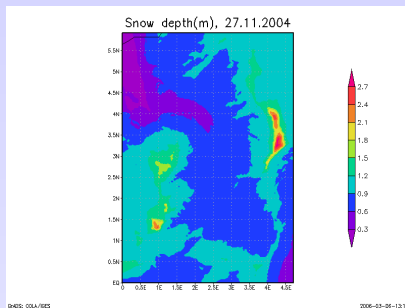 Snow depth(m), 27.11.2004
5.5N
5N
4.5N
4N
3.5N
3N
2.5N
2N
1.5N
1N
0.5N
EQ
0 0.5E 1E 1.5E 2E 2.5E 3E 3.5E 4E 4.5E
2.7
2.4
2.1
1.8
1.5
1.2
0.9
0.6
0.3
GrADS: COLA/IGES